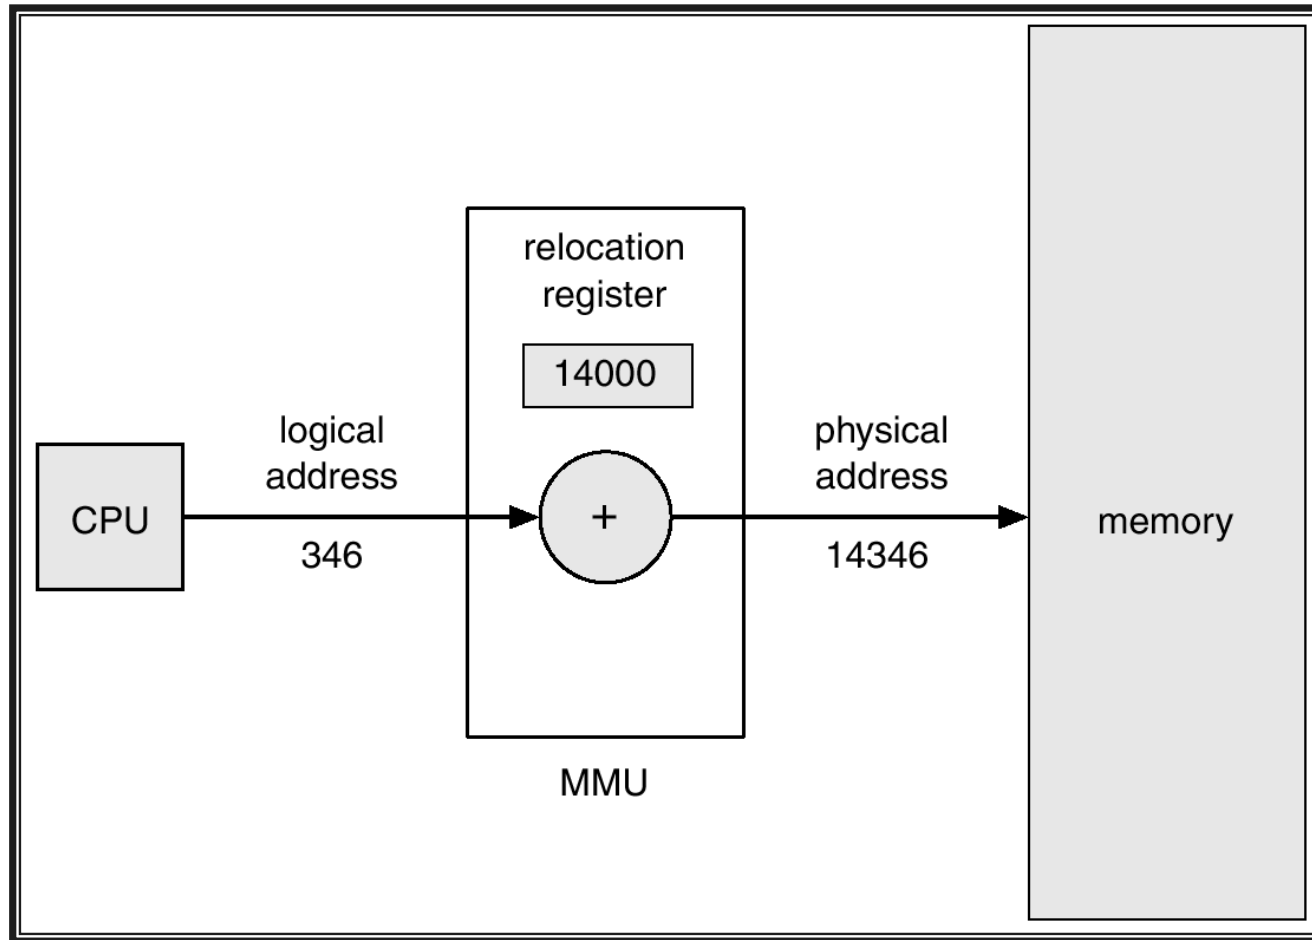 relocation
register
14000
logical
address
physical
address
CPU
+
memory
346
14346
MMU